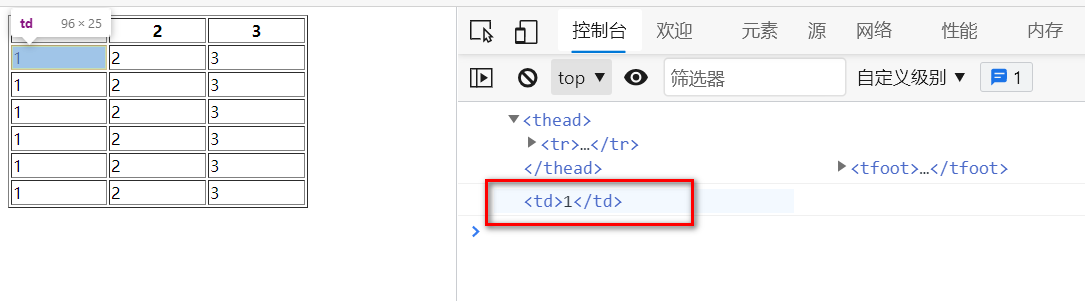 td 96 × 25
2 3
1 2 3
1 2 3
1 2 3
1 2 3
1 2 3
1 2 3
控制台 欢迎 元素 源 网络 性能 内存
top ▼ 筛选器 自定义级别 ▼ 1
▼<thead>
▶<tr>…</tr>
</thead> ▶<tfoot>…</tfoot>
<td>1</td>
>